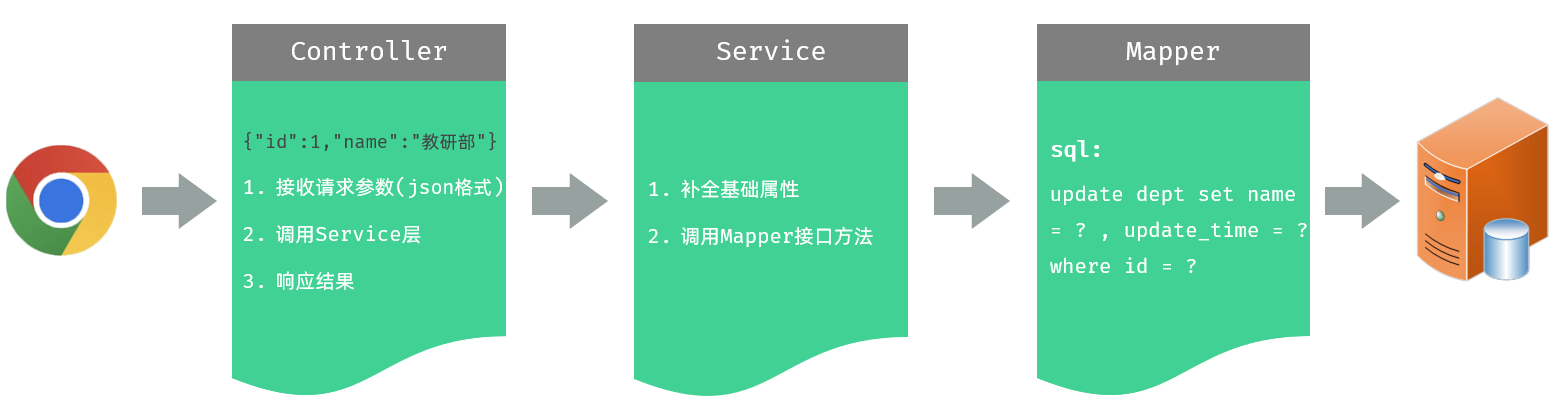 Controller
{"id":1,"name":"教研部"}
1. 接收请求参数(json格式)
2. 调用Service层
3. 响应结果
Service
1. 补全基础属性
2. 调用Mapper接口方法
Mapper
sql:
update dept set name
= ? , update_time = ?
where id = ?